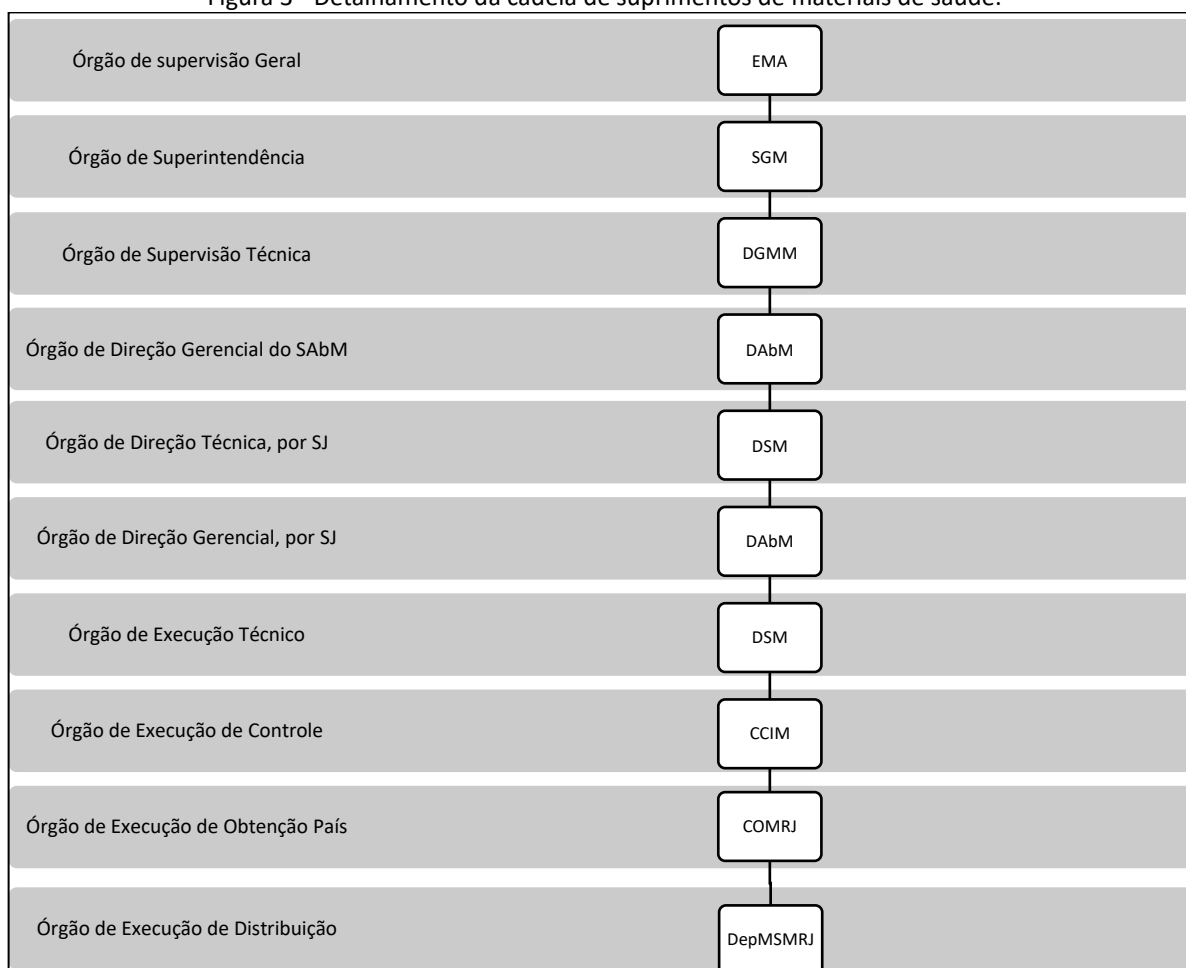 Figura 3 - Detalhamento da cadeia de suprimentos de materiais de saúde.
Órgão de supervisão Geral
EMA
Órgão de Superintendência
SGM
Órgão de Supervisão Técnica
DGMM
Órgão de Direção Gerencial do SAbM
DAbM
Órgão de Direção Técnica, por SJ
DSM
Órgão de Direção Gerencial, por SJ
DAbM
Órgão de Execução Técnico
DSM
Órgão de Execução de Controle
CCIM
Órgão de Execução de Obtenção País
COMRJ
Órgão de Execução de Distribuição
DepMSMRJ